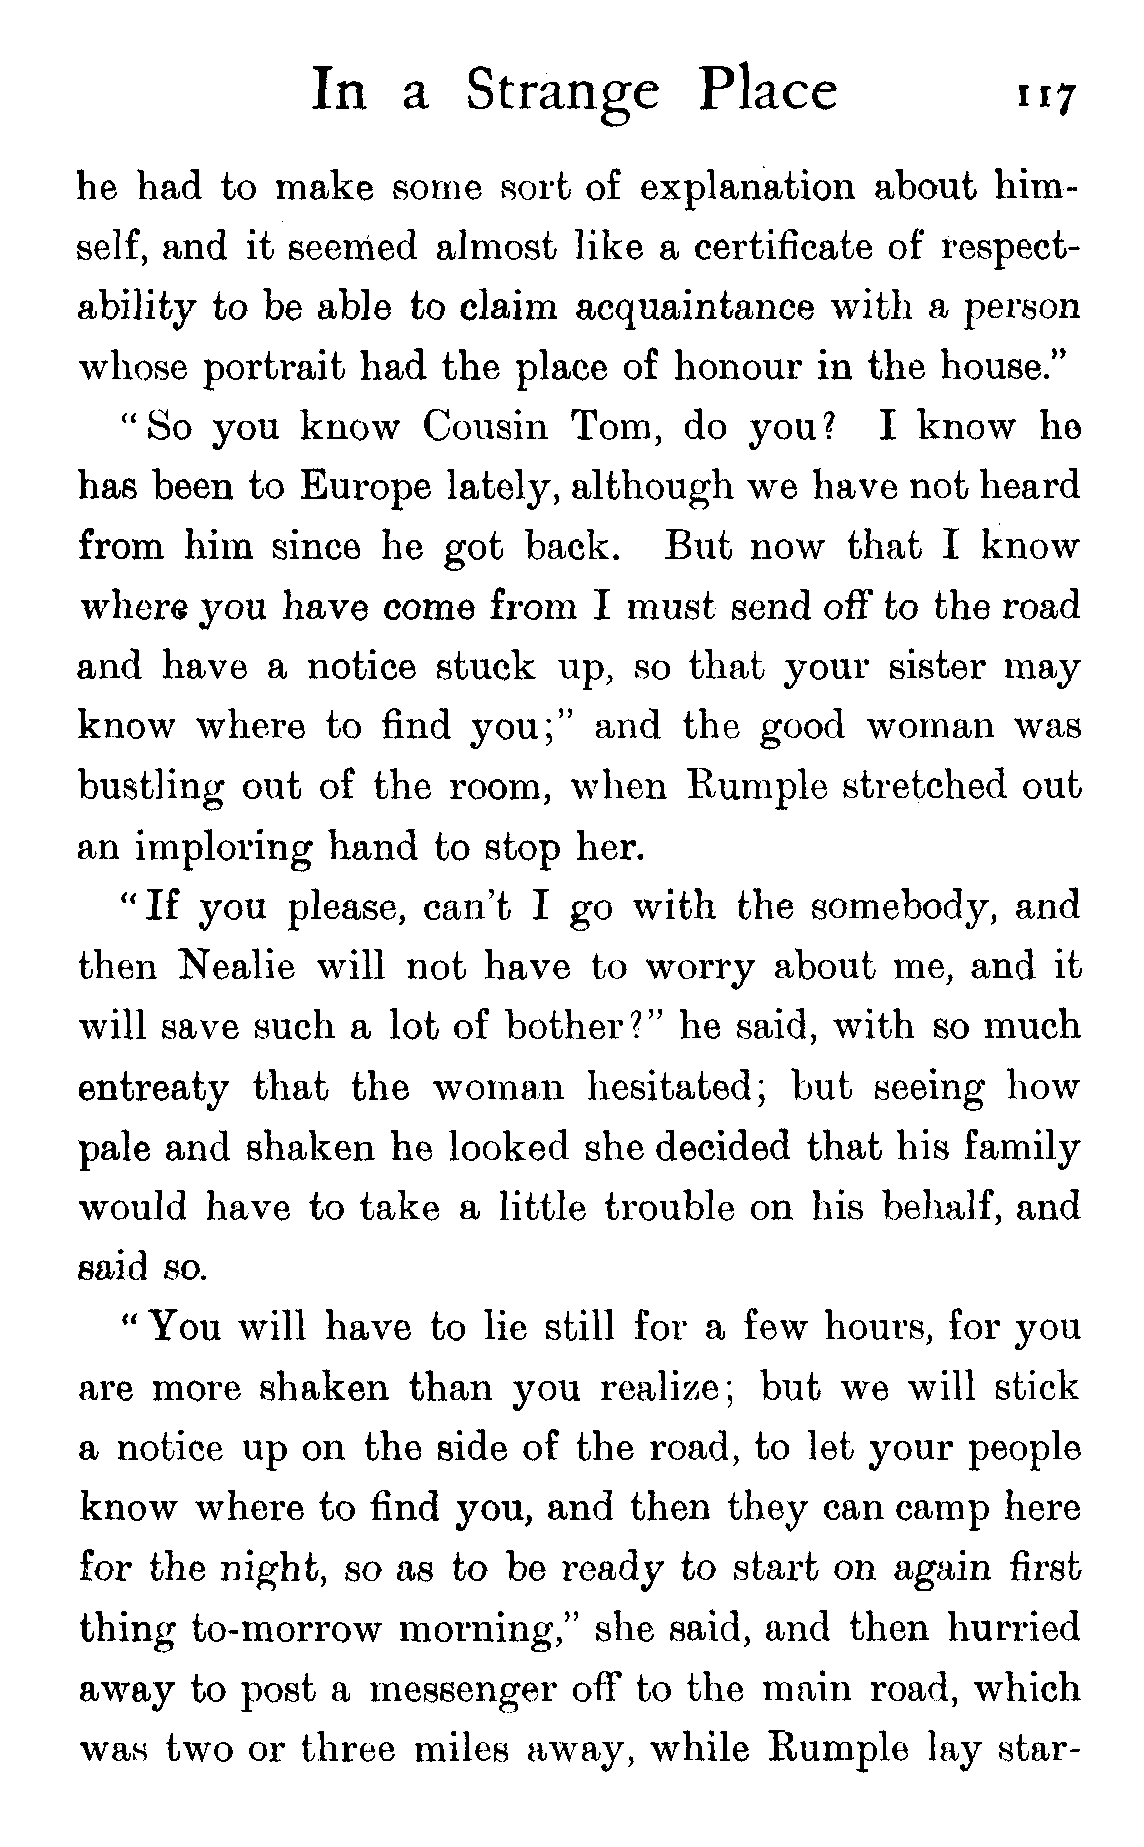 In a Strange Place 117
he had to make some sort of explanation about him-
self, and it seemed almost like a certificate of respect-
ability to be able to claim acquaintance with a person
whose portrait had the place of honour in the house.”
“So you know Cousin Tom, do you? I know he
has been to Europe lately, although we have not heard
from him since he got back. But now that I know
where you have come from I must send off to the road
and have a notice stuck up, so that your sister may
know where to find you;” and the good woman was
bustling out of the room, when Rumple stretched out
an imploring hand to stop her.
“If you please, can’t I go with the somebody, and
then Nealie will not have to worry about me, and it
will save such a lot of bother?” he said, with so much
entreaty that the woman hesitated; but seeing how
pale and shaken he looked she decided that his family
would have to take a little trouble on his behalf, and
said so.
“You will have to lie still for a few hours, for you
are more shaken than you realize; but we will stick
a notice up on the side of the road, to let your people
know where to find you, and then they can camp here
for the night, so as to be ready to start on again first
thing to-morrow morning,” she said, and then hurried
away to post a messenger off to the main road, which
was two or three miles away, while Rumple lay star-